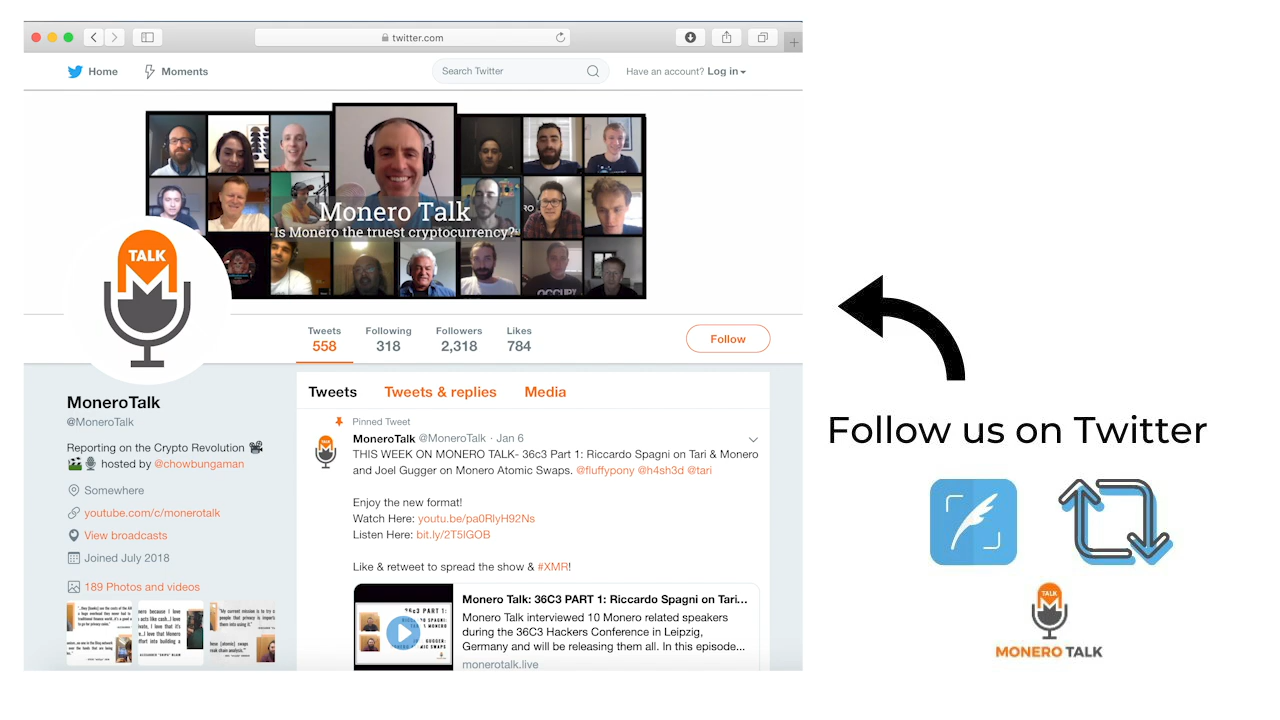 twitter.com
Home
Moments
Search Twitter
Have an account? Log in
Monero Talk
Is Monero the truest cryptocurrency?
OCCUPY
TALK
Tweets
558
Following
318
Followers
2,318
Likes
784
Follow
MoneroTalk
@MoneroTalk
Reporting on the Crypto Revolution
hosted by @chowbungaman
Somewhere
youtube.com/c/monerotalk
View broadcasts
Joined July 2018
189 Photos and videos
Tweets
Tweets & replies
Media
Pinned Tweet
MoneroTalk @MoneroTalk · Jan 6
THIS WEEK ON MONERO TALK- 36c3 Part 1: Riccardo Spagni on Tari & Monero
and Joel Gugger on Monero Atomic Swaps. @fluffypony @h4sh3d @tari
Enjoy the new format!
Watch Here: youtu.be/pa0RlyH92Ns
Listen Here: bit.ly/2T5IGOB
Like & retweet to spread the show & #XMR!
Monero Talk: 36C3 PART 1: Riccardo Spagni on Tari...
Monero Talk interviewed 10 Monero related speakers
during the 36C3 Hackers Conference in Leipzig,
Germany and will be releasing them all. In this episode...
monerotalk.live
Follow us on Twitter
TALK
MONERO TALK